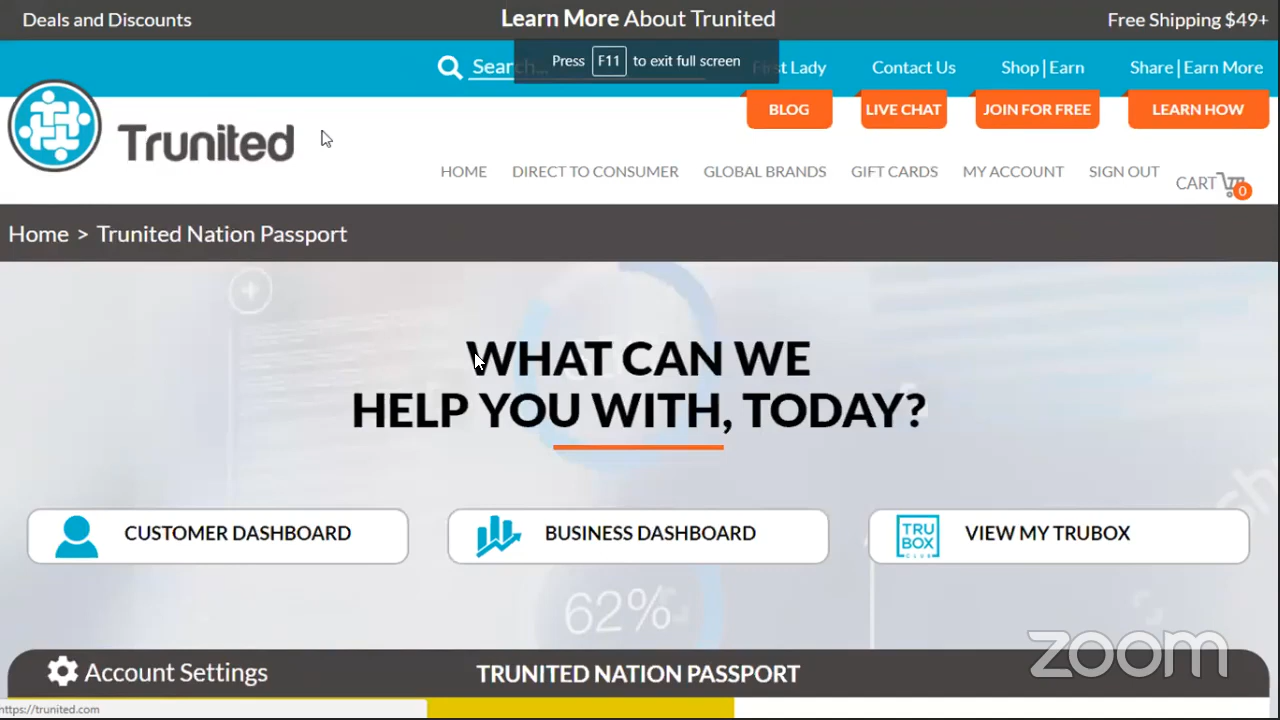 Deals and Discounts
Learn More About Trunited
Free Shipping $49+
Search...
Press F11 to exit full screen
First Lady
Contact Us
Shop|Earn
Share|Earn More
BLOG
LIVE CHAT
JOIN FOR FREE
LEARN HOW
Trunited
HOME
DIRECT TO CONSUMER
GLOBAL BRANDS
GIFT CARDS
MY ACCOUNT
SIGN OUT
CART 0
Home > Trunited Nation Passport
WHAT CAN WE
HELP YOU WITH, TODAY?
CUSTOMER DASHBOARD
BUSINESS DASHBOARD
TRU
BOX
CLUB
VIEW MY TRUBOX
62%
Account Settings
TRUNITED NATION PASSPORT
zoom
https://trunited.com